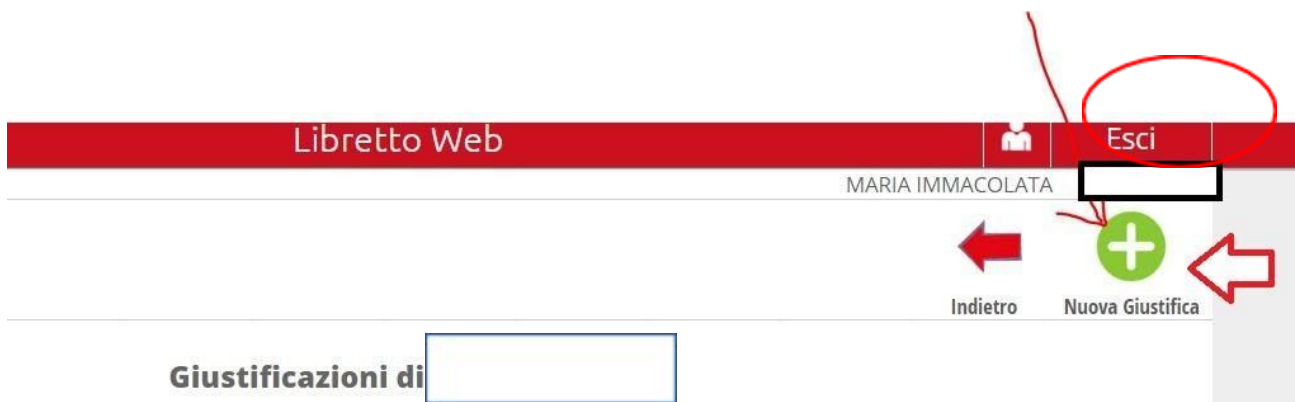 Libretto Web Esci
MARIA IMMACOLATA
Indietro Nuova Giustifica
Giustificazioni di